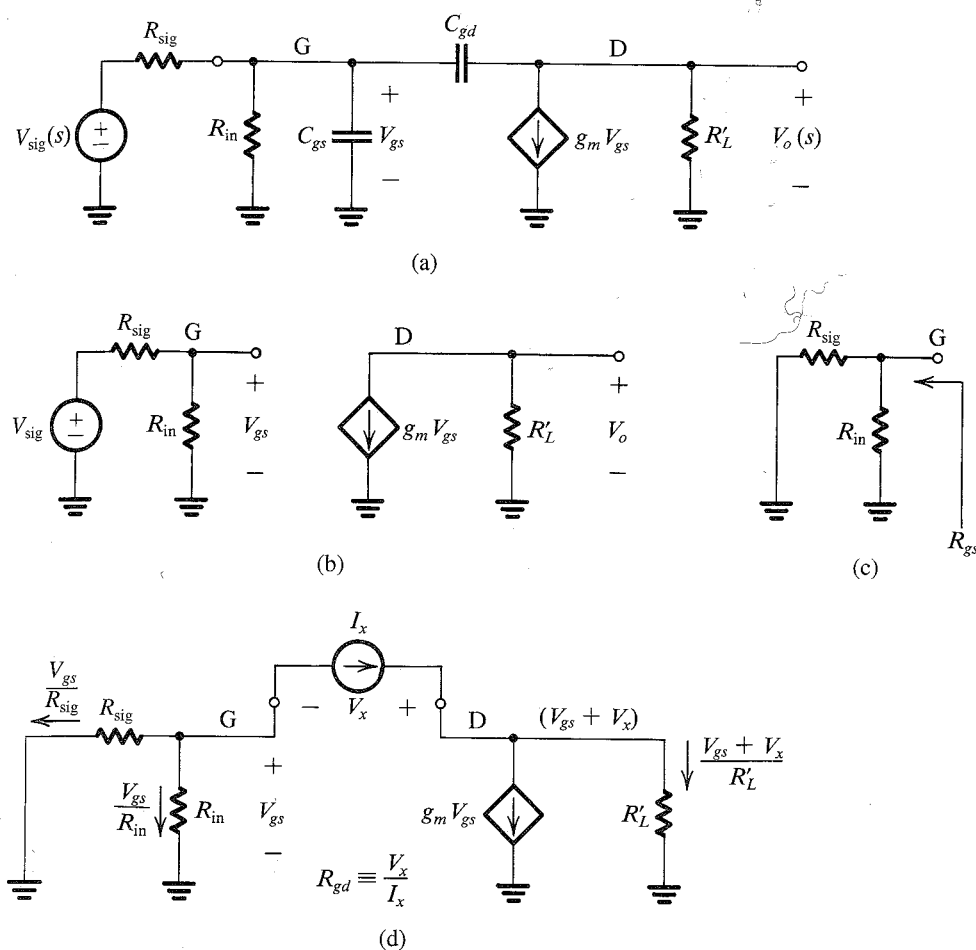 R_sig
G
C_gd
D
V_sig(s)
+
−
R_in
C_gs
+
V_gs
−
g_m V_gs
R'_L
+
V_o (s)
−
(a)
R_sig
G
V_sig
+
−
R_in
+
V_gs
−
D
g_m V_gs
R'_L
+
V_o
−
(b)
R_sig
G
R_in
R_gs
(c)
I_x
− V_x +
V_gs
R_sig
R_sig
G
D
(V_gs + V_x)
V_gs + V_x
R'_L
V_gs
R_in
R_in
+
V_gs
−
g_m V_gs
R'_L
R_gd ≡ V_x
I_x
(d)